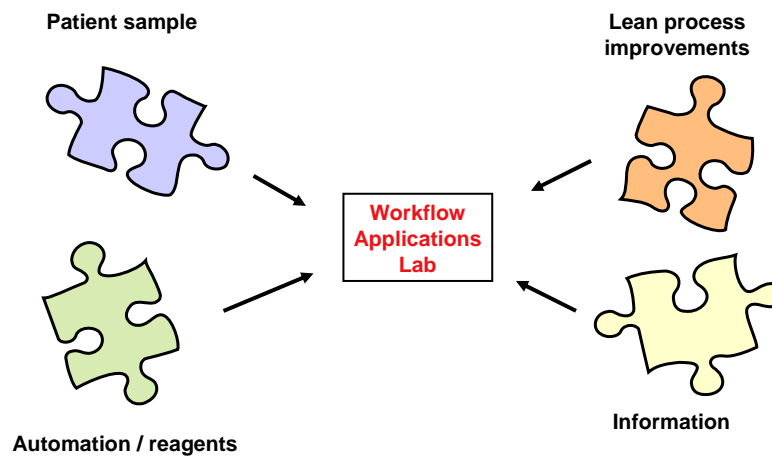 Patient sample
Lean process
improvements
Workflow
Applications
Lab
Automation / reagents
Information